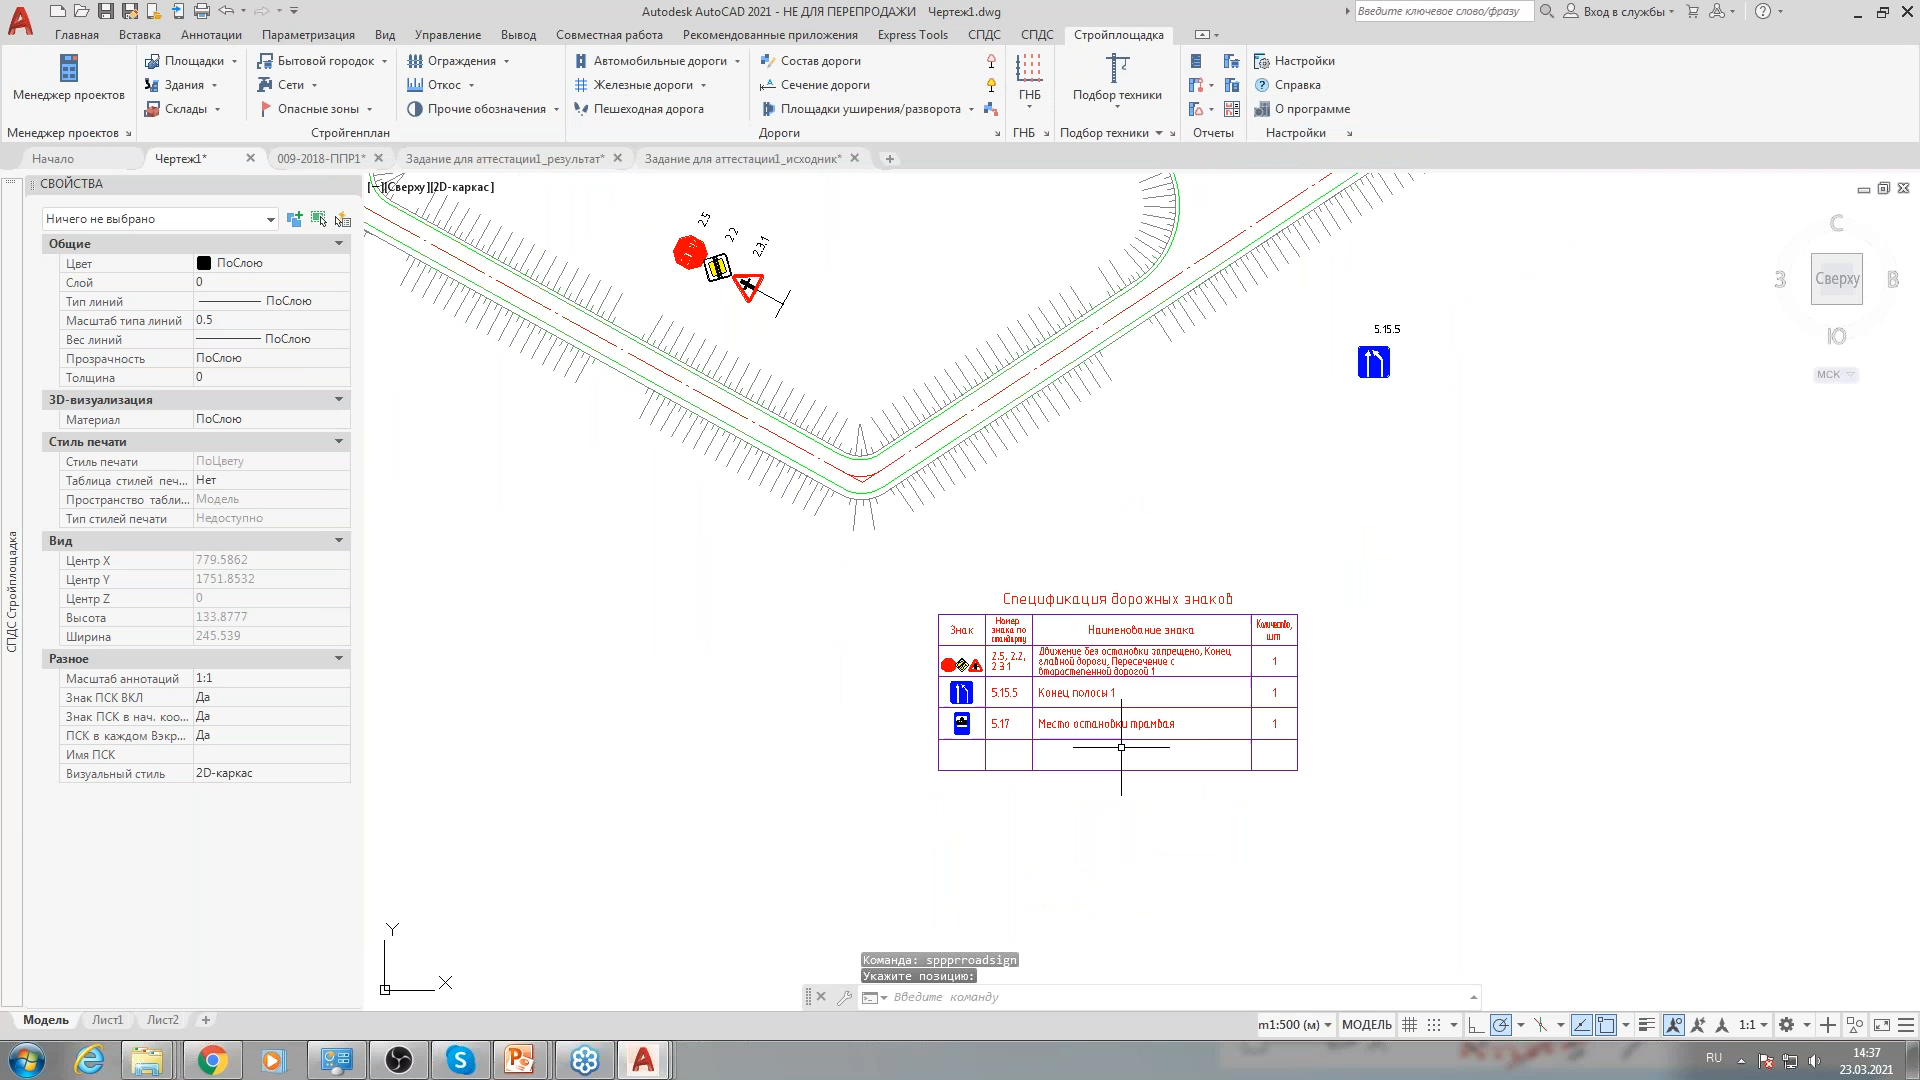 Autodesk AutoCAD 2021 - НЕ ДЛЯ ПЕРЕПРОДАЖИ Чертеж1.dwg
Введите ключевое слово/фразу
Вход в службы
Главная Вставка Аннотации Параметризация Вид Управление Вывод Совместная работа Рекомендованные приложения Express Tools СПДС СПДС Стройплощадка
Менеджер проектов
Площадки
Здания
Склады
Бытовой городок
Сети
Опасные зоны
Ограждения
Откос
Прочие обозначения
Автомобильные дороги
Железные дороги
Пешеходная дорога
Состав дороги
Сечение дороги
Площадки уширения/разворота
ГНБ
Подбор техники
Настройки
Справка
О программе
Менеджер проектов Стройгенплан Дороги ГНБ Подбор техники Отчеты Настройки
Начало Чертеж1* 009-2018-ППР1* Задание для аттестации1_результат* Задание для аттестации1_исходник*
СВОЙСТВА
Ничего не выбрано
Общие
Цвет ПоСлою
Слой 0
Тип линий ПоСлою
Масштаб типа линий 0.5
Вес линий ПоСлою
Прозрачность ПоСлою
Толщина 0
3D-визуализация
Материал ПоСлою
Стиль печати
Стиль печати ПоЦвету
Таблица стилей печ... Нет
Пространство табли... Модель
Тип стилей печати Недоступно
Вид
Центр X 779.5862
Центр Y 1751.8532
Центр Z 0
Высота 133.8777
Ширина 245.539
Разное
Масштаб аннотаций 1:1
Знак ПСК ВКЛ Да
Знак ПСК в нач. коо... Да
ПСК в каждом Вэкр... Да
Имя ПСК
Визуальный стиль 2D-каркас
СПДС Стройплощадка
[−][Сверху][2D-каркас]
2.5
2.2
2.3.1
5.15.5
С
З Сверху В
Ю
МСК
Спецификация дорожных знаков
Знак Номер знака по стандарту Наименование знака Количество, шт
2.5, 2.2, 2.3.1 Движение без остановки запрещено, Конец главной дороги, Пересечение с второстепенной дорогой 1 1
5.15.5 Конец полосы 1 1
5.17 Место остановки трамвая 1
Y
X
Команда: sppprroadsign
Укажите позицию:
Введите команду
Модель Лист1 Лист2 +
m1:500 (м) МОДЕЛЬ 1:1
RU
14:37
23.03.2021